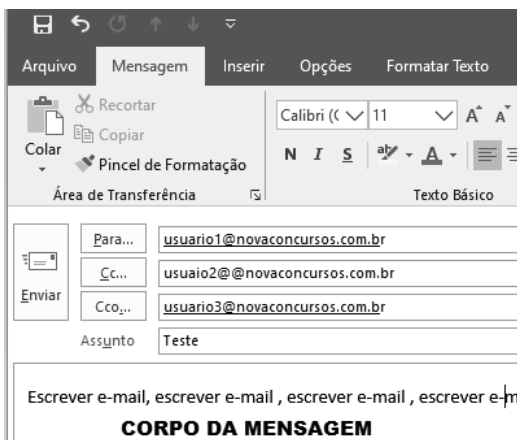 Arquivo Mensagem Inserir Opções Formatar Texto
Recortar
Copiar
Colar
Pincel de Formatação
Calibri (C 11 A A
N I S aby A
Área de Transferência Texto Básico
Para... usuario1@novaconcursos.com.br
Cc... usuaio2@@novaconcursos.com.br
Enviar
Cco... usuario3@novaconcursos.com.br
Assunto Teste
Escrever e-mail, escrever e-mail , escrever e-mail , escrever e-m
CORPO DA MENSAGEM